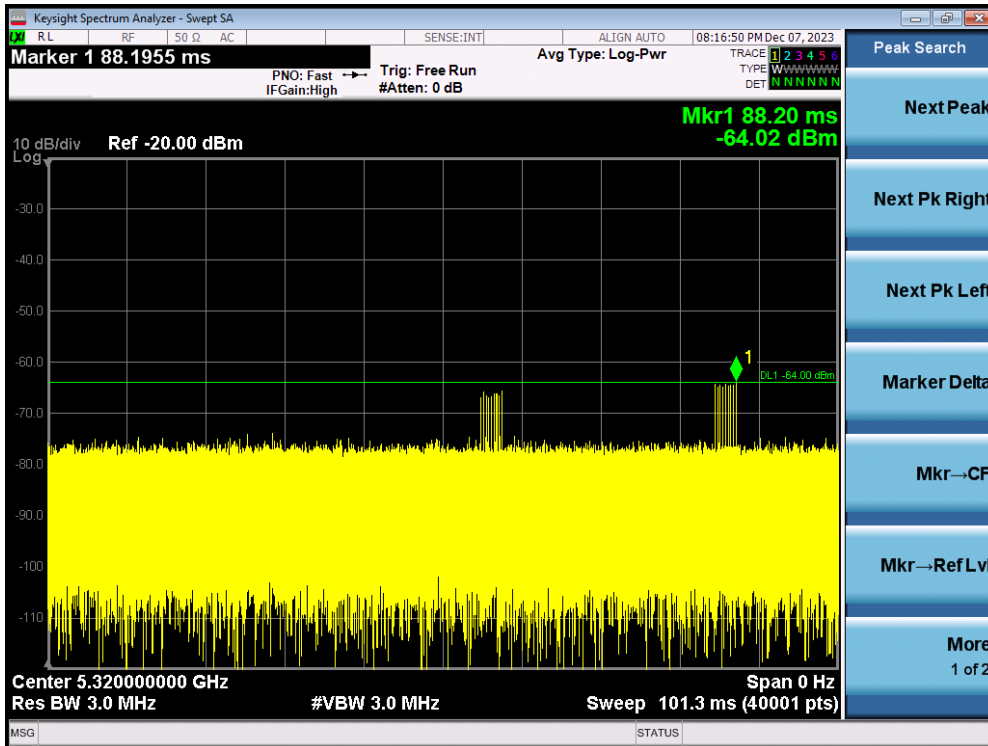 Keysight Spectrum Analyzer - Swept SA
LXI RL RF 50 Ω AC SENSE:INT ALIGN AUTO 08:16:50 PM Dec 07, 2023
Marker 1 88.1955 ms
PNO: Fast
IFGain:High
Trig: Free Run
#Atten: 0 dB
Avg Type: Log-Pwr
TRACE 1 2 3 4 5 6
TYPE WWWWWW
DET N N N N N N
Mkr1 88.20 ms
-64.02 dBm
10 dB/div Ref -20.00 dBm
Log
-30.0
-40.0
-50.0
-60.0
1
DL1 -64.00 dBm
-70.0
-80.0
-90.0
-100
-110
Center 5.320000000 GHz Span 0 Hz
Res BW 3.0 MHz #VBW 3.0 MHz Sweep 101.3 ms (40001 pts)
MSG STATUS
Peak Search
Next Peak
Next Pk Right
Next Pk Left
Marker Delta
Mkr→CF
Mkr→Ref Lvl
More
1 of 2